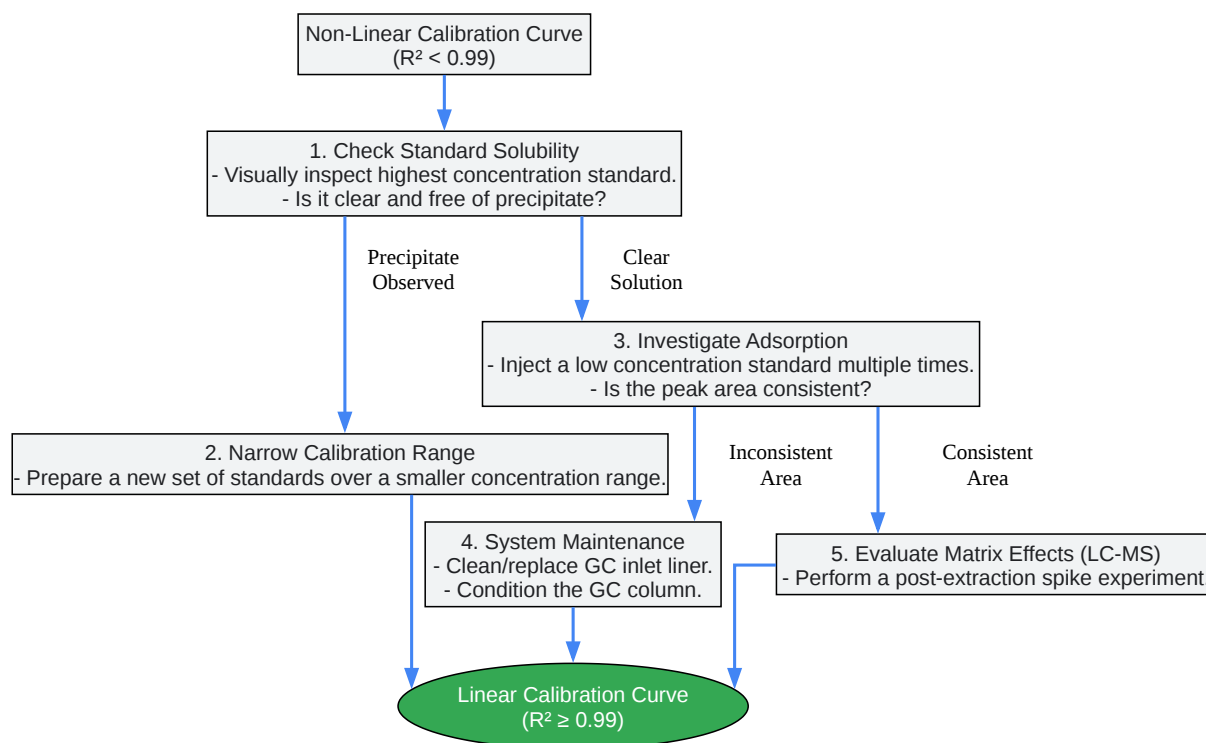 Non-Linear Calibration Curve
(R² < 0.99)
1. Check Standard Solubility
- Visually inspect highest concentration standard.
- Is it clear and free of precipitate?
Precipitate
Observed
Clear
Solution
3. Investigate Adsorption
- Inject a low concentration standard multiple times.
- Is the peak area consistent?
2. Narrow Calibration Range
- Prepare a new set of standards over a smaller concentration range.
Inconsistent
Area
Consistent
Area
4. System Maintenance
- Clean/replace GC inlet liner.
- Condition the GC column.
5. Evaluate Matrix Effects (LC-MS)
- Perform a post-extraction spike experiment.
Linear Calibration Curve
(R² ≥ 0.99)